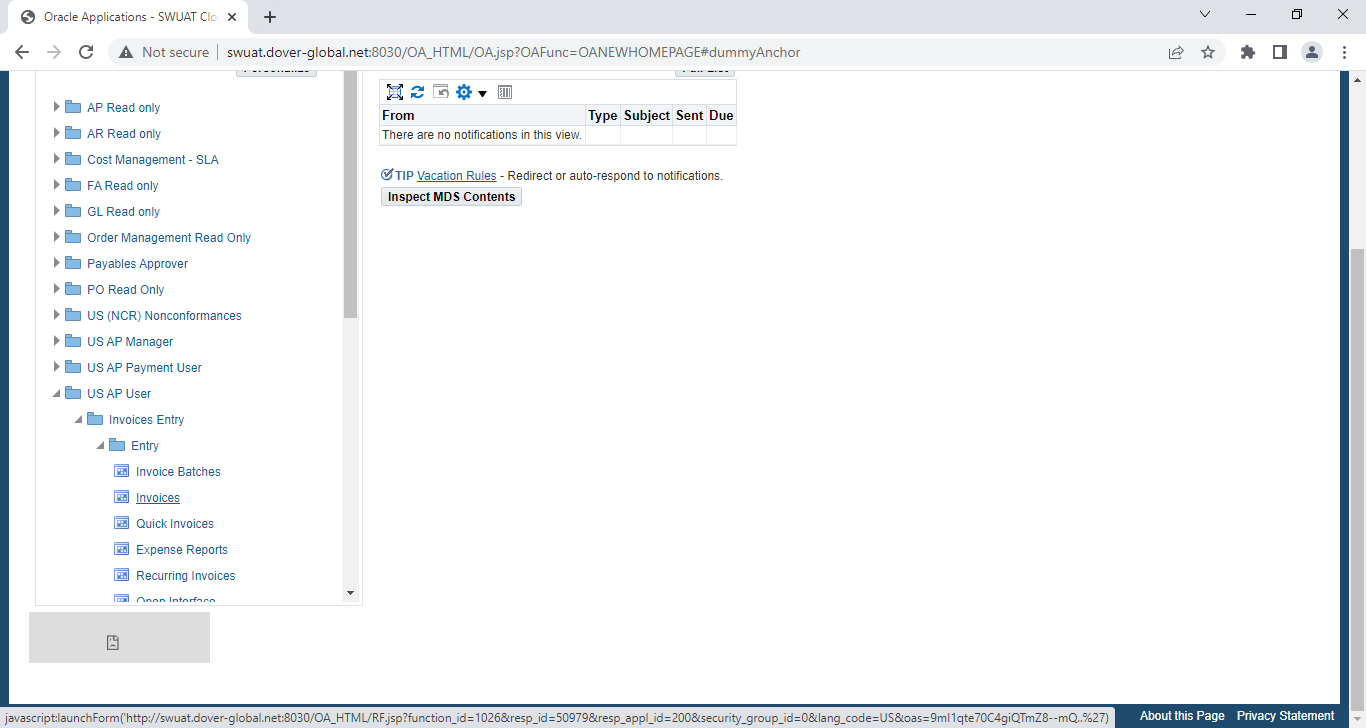 Oracle Applications - SWUAT Clo
Not secure
swuat.dover-global.net:8030/OA_HTML/OA.jsp?OAFunc=OANEWHOMEPAGE#dummyAnchor
Personalize
Full List
AP Read only
AR Read only
Cost Management - SLA
FA Read only
GL Read only
Order Management Read Only
Payables Approver
PO Read Only
US (NCR) Nonconformances
US AP Manager
US AP Payment User
US AP User
Invoices Entry
Entry
Invoice Batches
Invoices
Quick Invoices
Expense Reports
Recurring Invoices
Open Interface
From Type Subject Sent Due
There are no notifications in this view.
TIP Vacation Rules - Redirect or auto-respond to notifications.
Inspect MDS Contents
javascript:launchForm('http://swuat.dover-global.net:8030/OA_HTML/RF.jsp?function_id=1026&resp_id=50979&resp_appl_id=200&security_group_id=0&lang_code=US&oas=9mI1qte70C4giQTmZ8--mQ..%27)
About this Page Privacy Statement